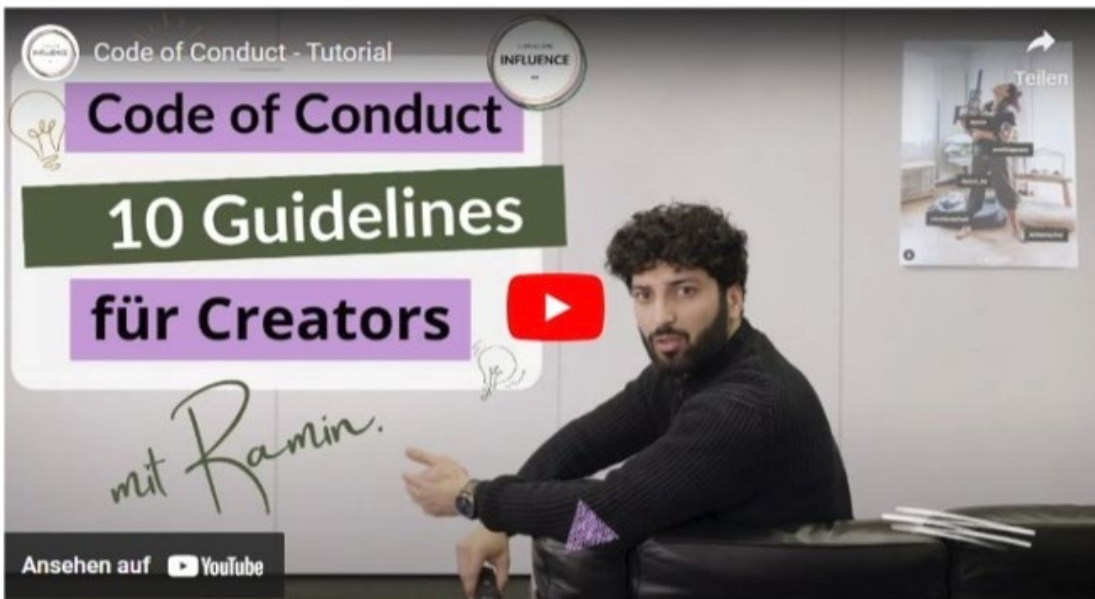 Code of Conduct - Tutorial
INFLUENCE
Teilen
Code of Conduct
10 Guidelines
für Creators
mit Ramin.
Ansehen auf YouTube